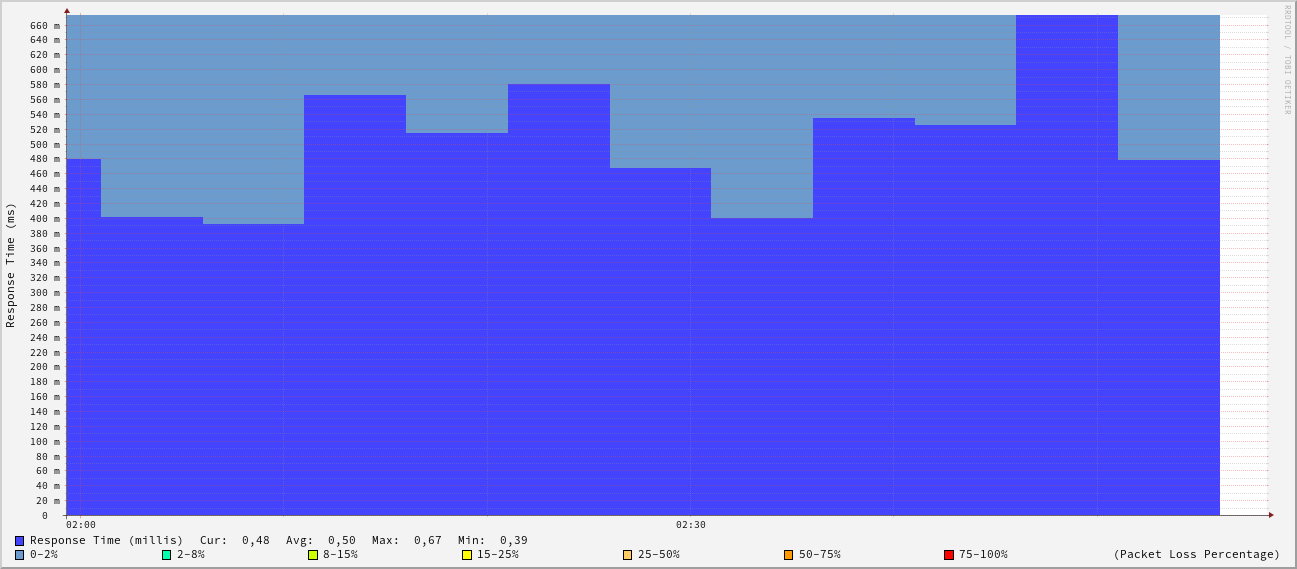 RRDTOOL / TOBI OETIKER
Response Time (ms)
660 m
640 m
620 m
600 m
580 m
560 m
540 m
520 m
500 m
480 m
460 m
440 m
420 m
400 m
380 m
360 m
340 m
320 m
300 m
280 m
260 m
240 m
220 m
200 m
180 m
160 m
140 m
120 m
100 m
80 m
60 m
40 m
20 m
0
02:00 02:30
Response Time (millis) Cur: 0,48 Avg: 0,50 Max: 0,67 Min: 0,39
0-2% 2-8% 8-15% 15-25% 25-50% 50-75% 75-100% (Packet Loss Percentage)